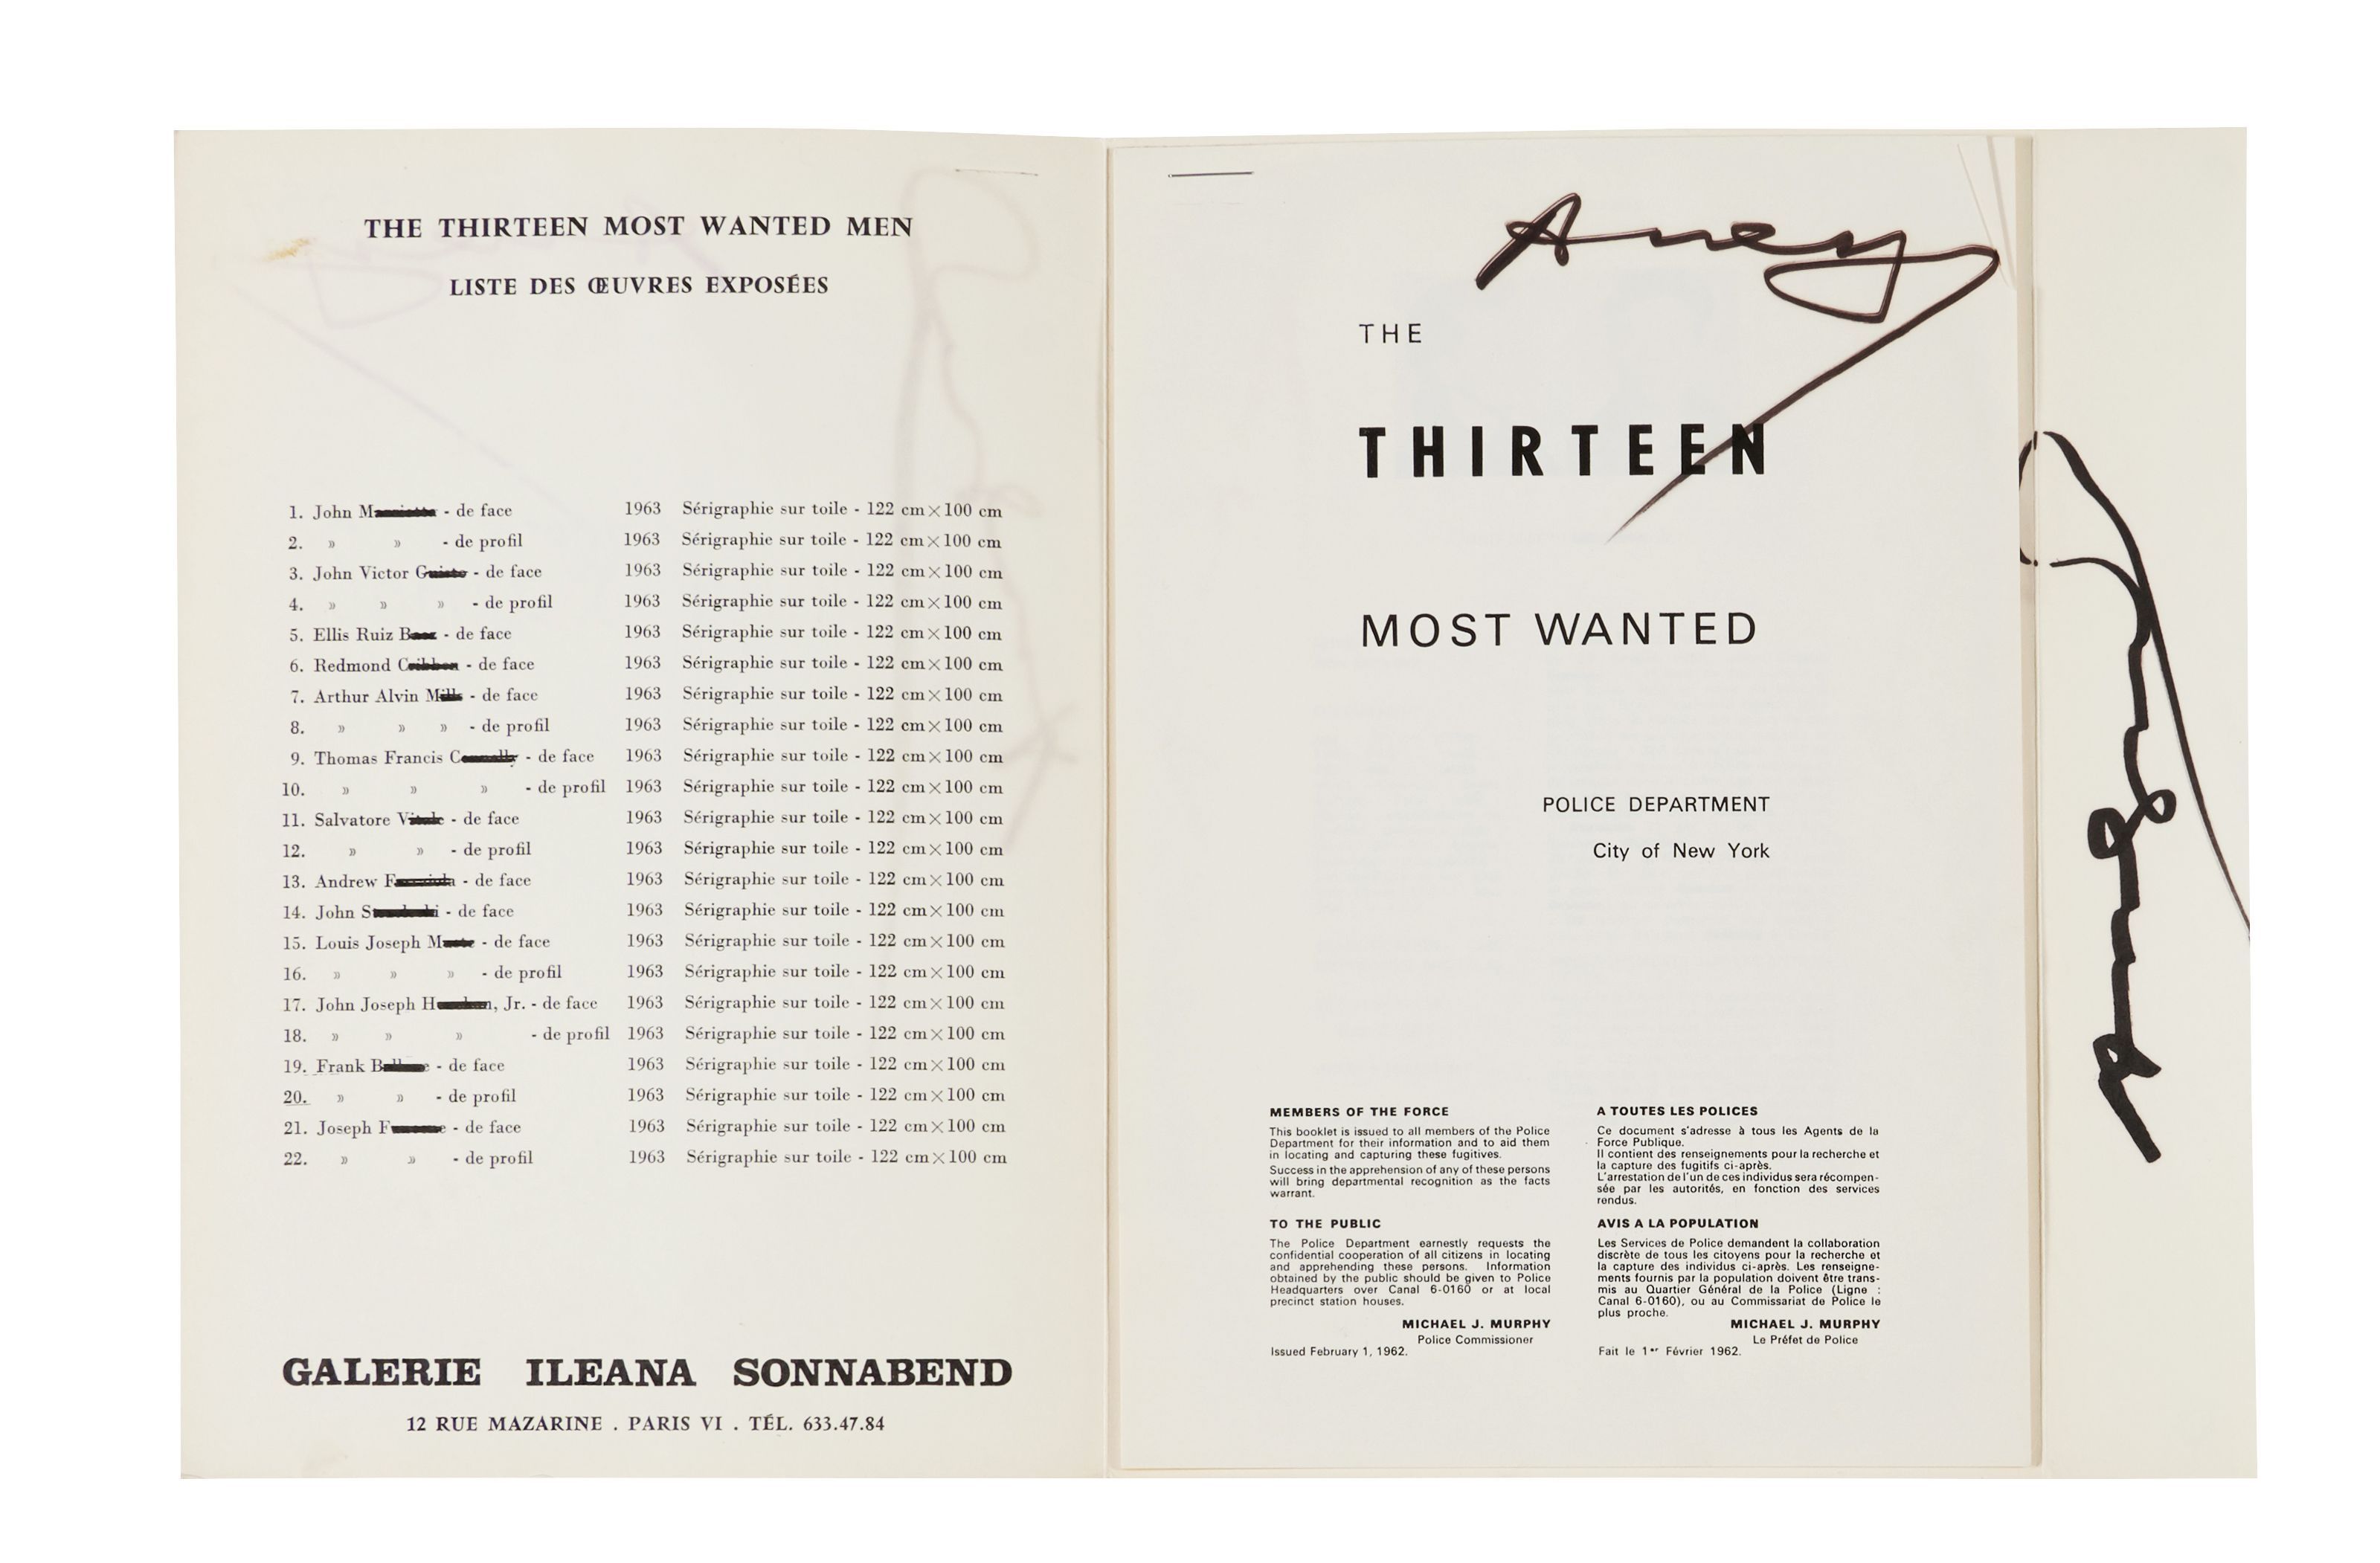 THE THIRTEEN MOST WANTED MEN
LISTE DES ŒUVRES EXPOSÉES
1. John M - de face 1963 Sérigraphie sur toile - 122 cm×100 cm
2. » » - de profil 1963 Sérigraphie sur toile - 122 cm×100 cm
3. John Victor G - de face 1963 Sérigraphie sur toile - 122 cm×100 cm
4. » » » - de profil 1963 Sérigraphie sur toile - 122 cm×100 cm
5. Ellis Ruiz B - de face 1963 Sérigraphie sur toile - 122 cm×100 cm
6. Redmond C - de face 1963 Sérigraphie sur toile - 122 cm×100 cm
7. Arthur Alvin M - de face 1963 Sérigraphie sur toile - 122 cm×100 cm
8. » » » - de profil 1963 Sérigraphie sur toile - 122 cm×100 cm
9. Thomas Francis C - de face 1963 Sérigraphie sur toile - 122 cm×100 cm
10. » » » - de profil 1963 Sérigraphie sur toile - 122 cm×100 cm
11. Salvatore V - de face 1963 Sérigraphie sur toile - 122 cm×100 cm
12. » » - de profil 1963 Sérigraphie sur toile - 122 cm×100 cm
13. Andrew F - de face 1963 Sérigraphie sur toile - 122 cm×100 cm
14. John S - de face 1963 Sérigraphie sur toile - 122 cm×100 cm
15. Louis Joseph M - de face 1963 Sérigraphie sur toile - 122 cm×100 cm
16. » » » - de profil 1963 Sérigraphie sur toile - 122 cm×100 cm
17. John Joseph H, Jr. - de face 1963 Sérigraphie sur toile - 122 cm×100 cm
18. » » » - de profil 1963 Sérigraphie sur toile - 122 cm×100 cm
19. Frank B - de face 1963 Sérigraphie sur toile - 122 cm×100 cm
20. » » - de profil 1963 Sérigraphie sur toile - 122 cm×100 cm
21. Joseph F - de face 1963 Sérigraphie sur toile - 122 cm×100 cm
22. » » - de profil 1963 Sérigraphie sur toile - 122 cm×100 cm
GALERIE ILEANA SONNABEND
12 RUE MAZARINE . PARIS VI . TÉL. 633.47.84
Andy
THE
THIRTEEN
MOST WANTED
POLICE DEPARTMENT
City of New York
MEMBERS OF THE FORCE
This booklet is issued to all members of the Police
Department for their information and to aid them
in locating and capturing these fugitives.
Success in the apprehension of any of these persons
will bring departmental recognition as the facts
warrant.
TO THE PUBLIC
The Police Department earnestly requests the
confidential cooperation of all citizens in locating
and apprehending these persons. Information
obtained by the public should be given to Police
Headquarters over Canal 6-0160 or at local
precinct station houses.
MICHAEL J. MURPHY
Police Commissioner
Issued February 1, 1962.
A TOUTES LES POLICES
Ce document s'adresse à tous les Agents de la
Force Publique.
Il contient des renseignements pour la recherche et
la capture des fugitifs ci-après.
L'arrestation de l'un de ces individus sera récompen-
sée par les autorités, en fonction des services
rendus.
AVIS A LA POPULATION
Les Services de Police demandent la collaboration
discrète de tous les citoyens pour la recherche et
la capture des individus ci-après. Les renseigne-
ments fournis par la population doivent être trans-
mis au Quartier Général de la Police (Ligne :
Canal 6-0160), ou au Commissariat de Police le
plus proche.
MICHAEL J. MURPHY
Le Préfet de Police
Fait le 1er Février 1962.